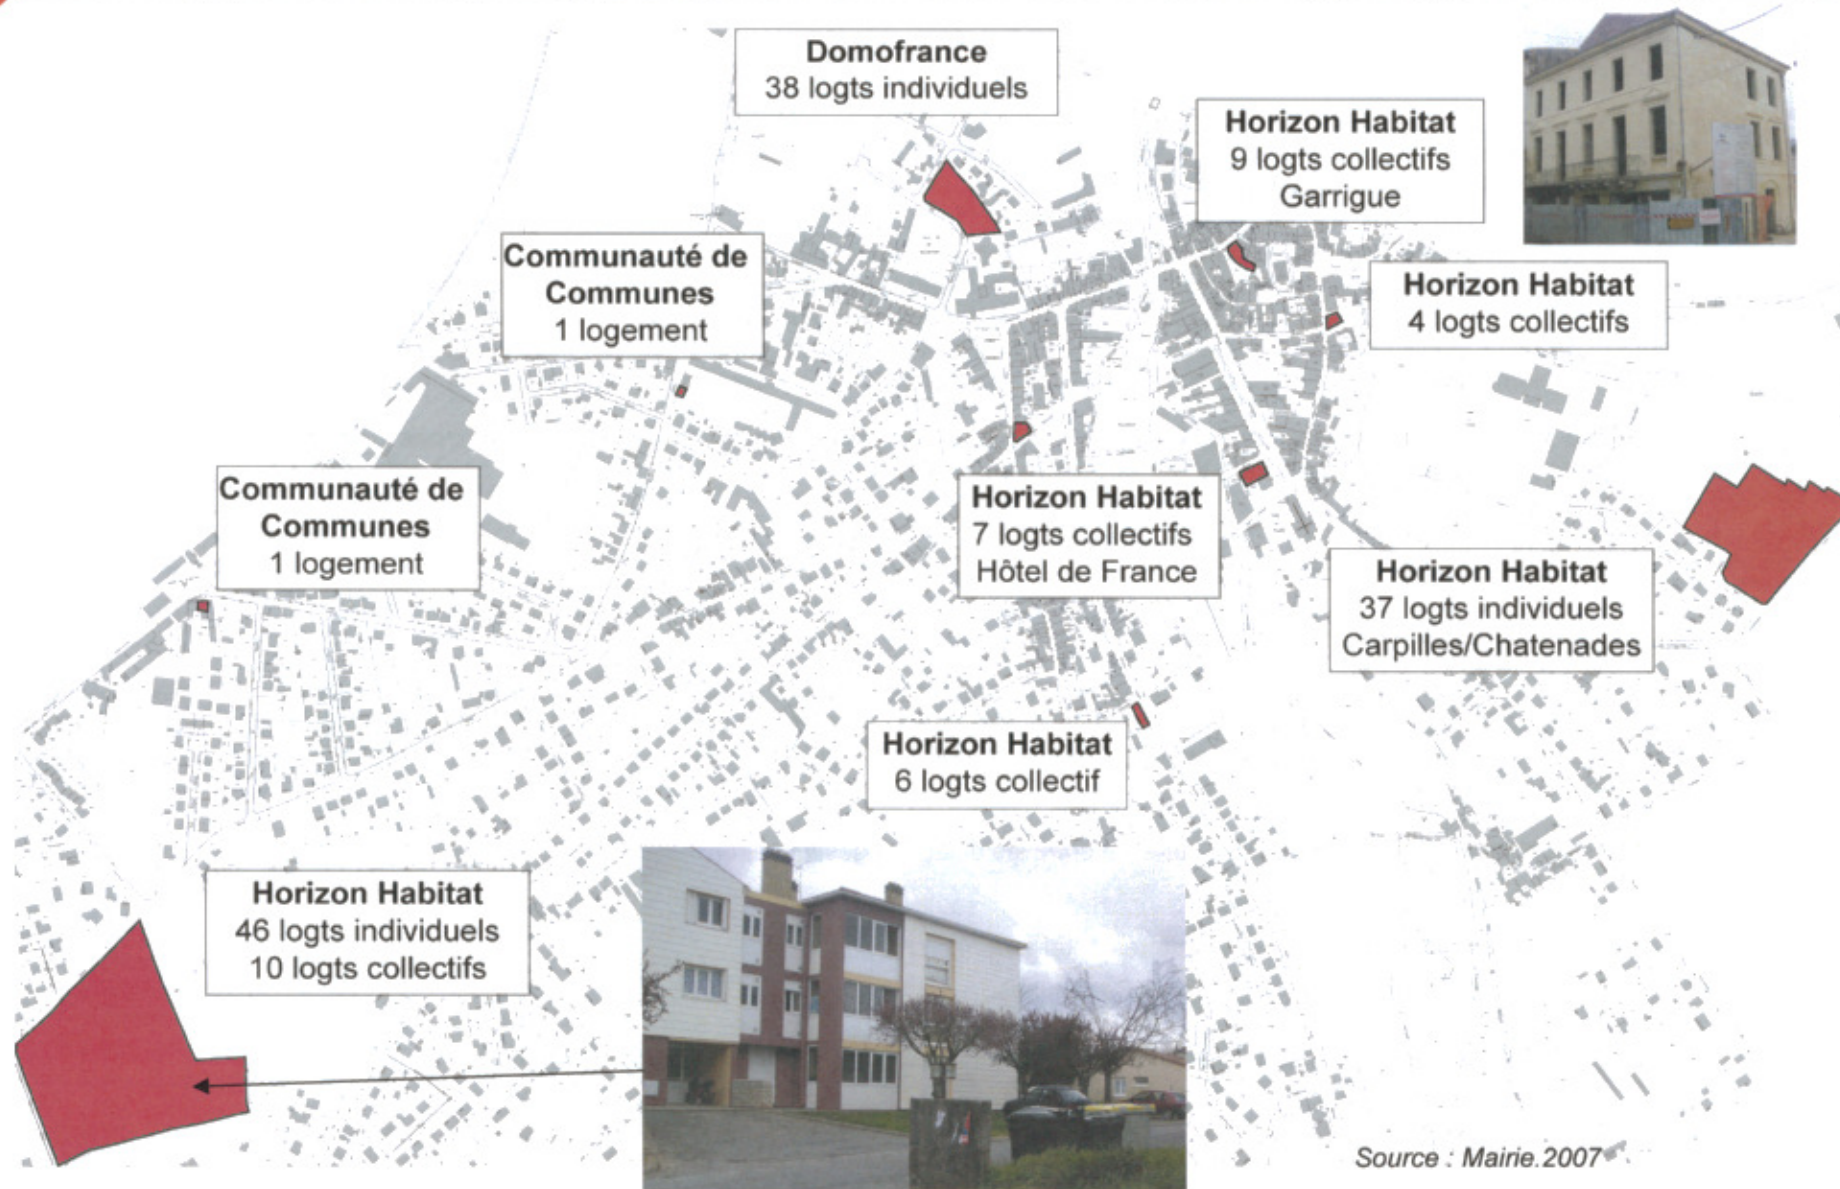 Domofrance
38 logts individuels
Horizon Habitat
9 logts collectifs
Garrigue
Communauté de
Communes
1 logement
Horizon Habitat
4 logts collectifs
Communauté de
Communes
1 logement
Horizon Habitat
7 logts collectifs
Hôtel de France
Horizon Habitat
37 logts individuels
Carpilles/Chatenades
Horizon Habitat
6 logts collectif
Horizon Habitat
46 logts individuels
10 logts collectifs
Source : Mairie.2007